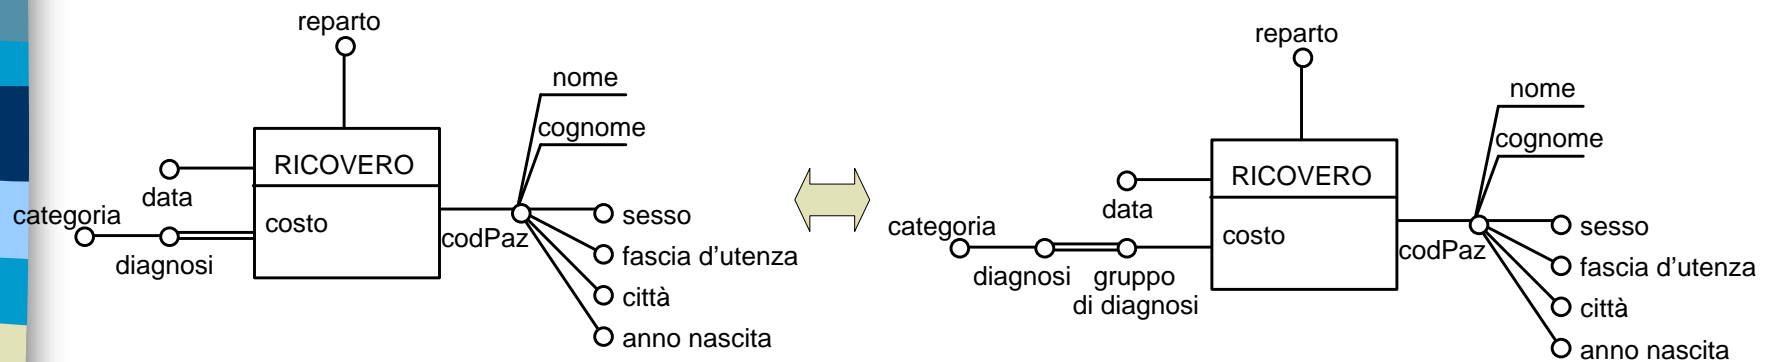 reparto
nome
cognome
RICOVERO
data
categoria
costo
codPaz
sesso
diagnosi
fascia d'utenza
città
anno nascita
reparto
nome
cognome
RICOVERO
data
categoria
costo
codPaz
sesso
diagnosi
gruppo
di diagnosi
fascia d'utenza
città
anno nascita